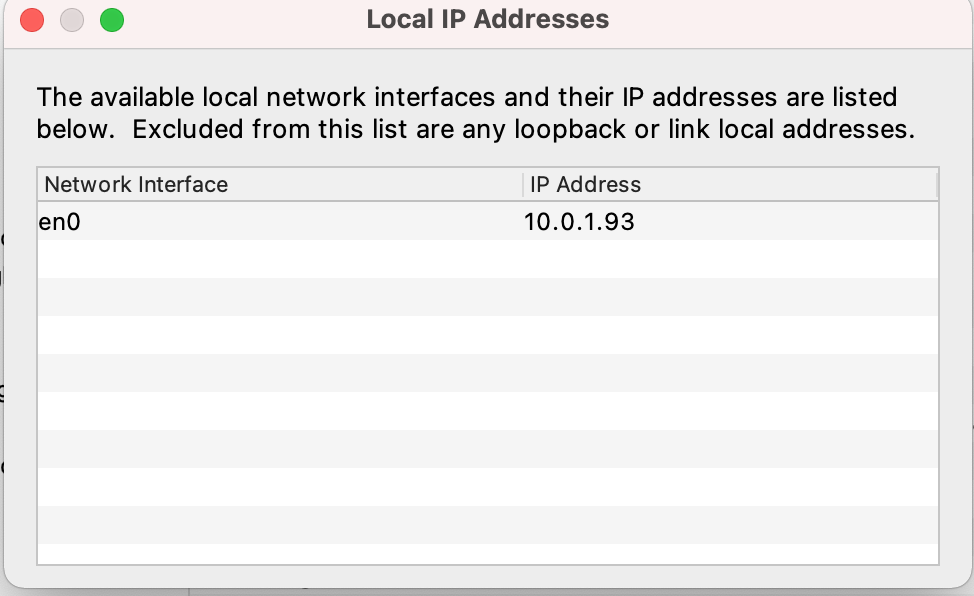 Local IP Addresses
The available local network interfaces and their IP addresses are listed
below.  Excluded from this list are any loopback or link local addresses.
Network Interface IP Address
en0 10.0.1.93